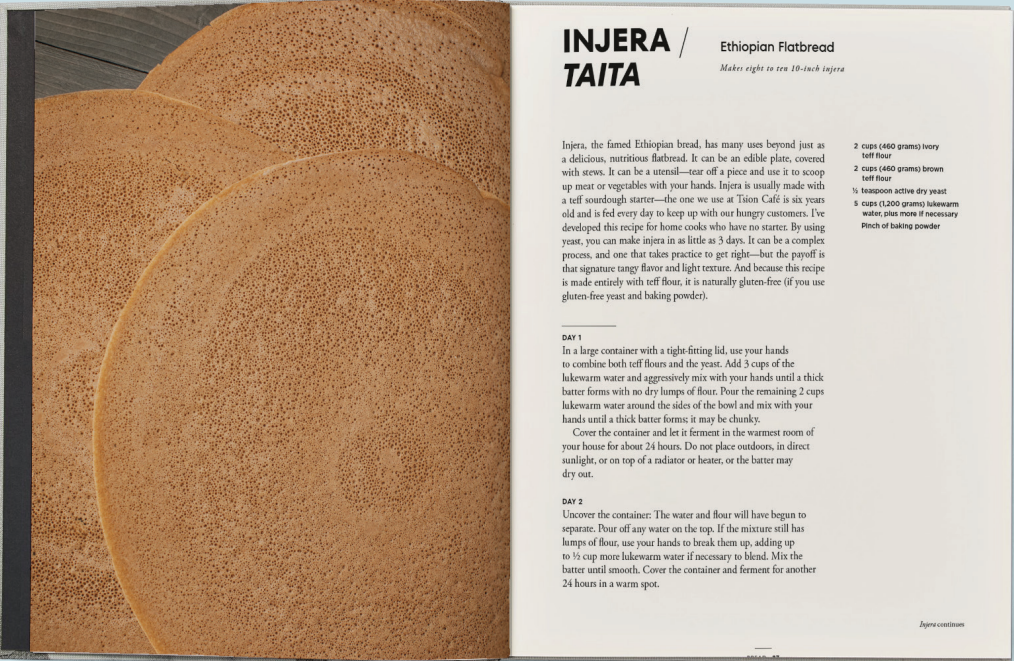 INJERA /
TAITA
Ethiopian Flatbread
Makes eight to ten 10-inch injera
Injera, the famed Ethiopian bread, has many uses beyond just as
a delicious, nutritious flatbread. It can be an edible plate, covered
with stews. It can be a utensil—tear off a piece and use it to scoop
up meat or vegetables with your hands. Injera is usually made with
a teff sourdough starter—the one we use at Tsion Café is six years
old and is fed every day to keep up with our hungry customers. I've
developed this recipe for home cooks who have no starter. By using
yeast, you can make injera in as little as 3 days. It can be a complex
process, and one that takes practice to get right—but the payoff is
that signature tangy flavor and light texture. And because this recipe
is made entirely with teff flour, it is naturally gluten-free (if you use
gluten-free yeast and baking powder).
2 cups (460 grams) ivory
teff flour
2 cups (460 grams) brown
teff flour
½ teaspoon active dry yeast
5 cups (1,200 grams) lukewarm
water, plus more if necessary
Pinch of baking powder
DAY 1
In a large container with a tight-fitting lid, use your hands
to combine both teff flours and the yeast. Add 3 cups of the
lukewarm water and aggressively mix with your hands until a thick
batter forms with no dry lumps of flour. Pour the remaining 2 cups
lukewarm water around the sides of the bowl and mix with your
hands until a thick batter forms; it may be chunky.
Cover the container and let it ferment in the warmest room of
your house for about 24 hours. Do not place outdoors, in direct
sunlight, or on top of a radiator or heater, or the batter may
dry out.
DAY 2
Uncover the container: The water and flour will have begun to
separate. Pour off any water on the top. If the mixture still has
lumps of flour, use your hands to break them up, adding up
to ½ cup more lukewarm water if necessary to blend. Mix the
batter until smooth. Cover the container and ferment for another
24 hours in a warm spot.
Injera continues